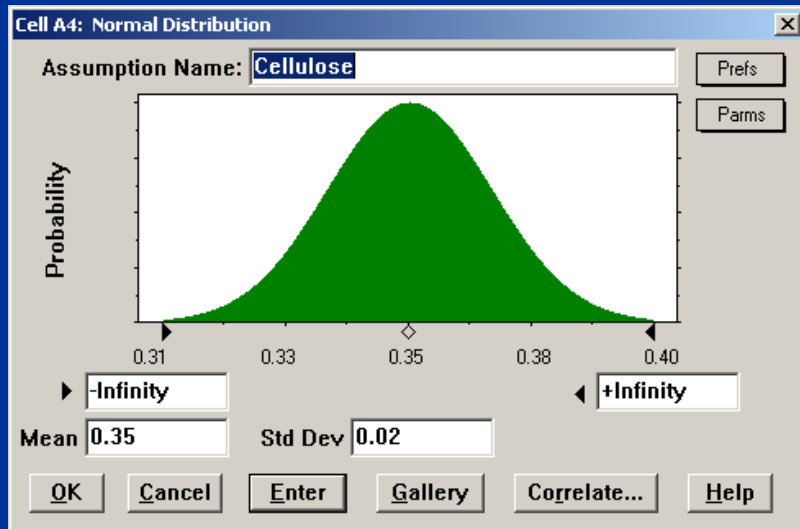 Cell A4: Normal Distribution
Assumption Name: Cellulose
Prefs
Parms
Probability
0.31 0.33 0.35 0.38 0.40
-Infinity +Infinity
Mean 0.35 Std Dev 0.02
OK Cancel Enter Gallery Correlate... Help